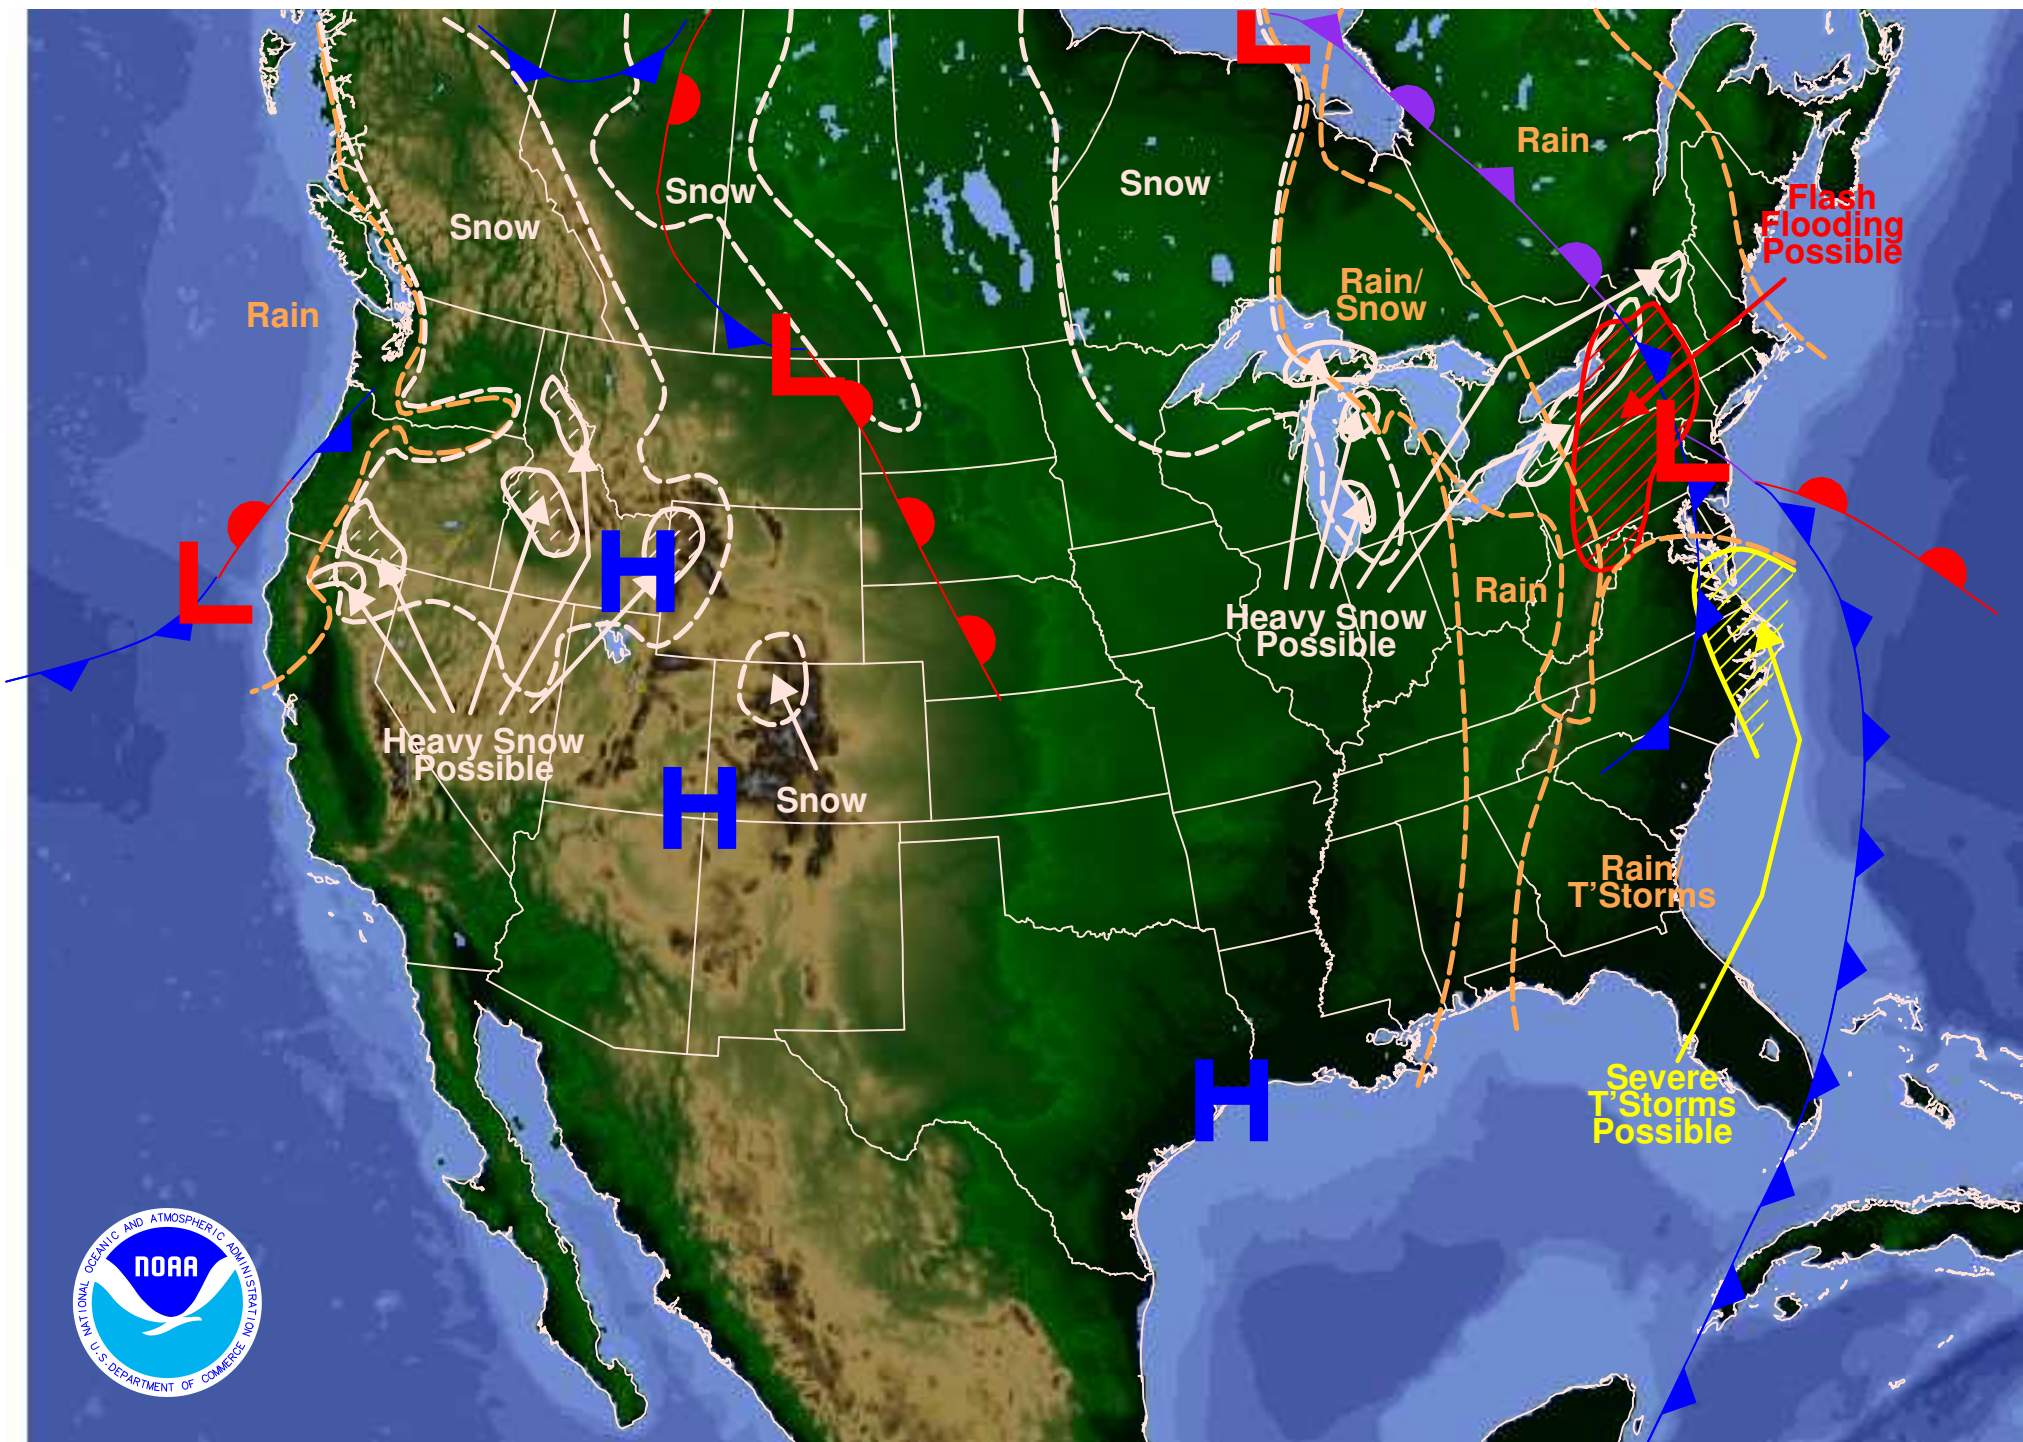 L
Rain
Snow
Snow
Snow
Flash
Flooding
Possible
Rain
Rain/
Snow
L
L
L
H
Rain
Heavy Snow
Possible
Heavy Snow
Possible
H
Snow
Rain/
T'Storms
H
Severe
T'Storms
Possible
NATIONAL OCEANIC AND ATMOSPHERIC ADMINISTRATION
NOAA
U.S. DEPARTMENT OF COMMERCE